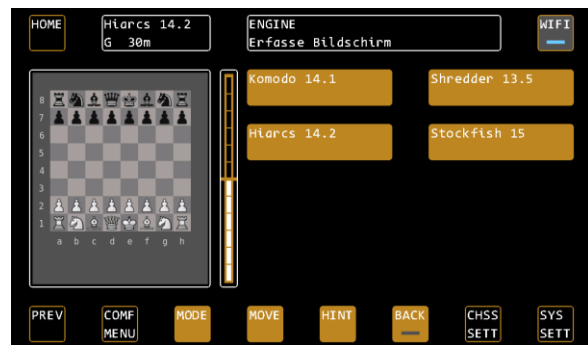 HOME
Hiarcs 14.2
G 30m
ENGINE
Erfasse Bildschirm
WIFI
Komodo 14.1
Shredder 13.5
Hiarcs 14.2
Stockfish 15
8
7
6
5
4
3
2
1
a b c d e f g h
PREV
COMF
MENU
MODE
MOVE
HINT
BACK
CHSS
SETT
SYS
SETT